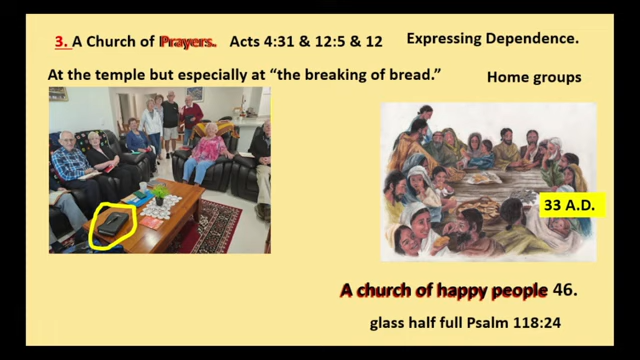 3. A Church of Prayers. Acts 4:31 & 12:5 & 12 Expressing Dependence.
At the temple but especially at “the breaking of bread.” Home groups
33 A.D.
A church of happy people 46.
glass half full Psalm 118:24